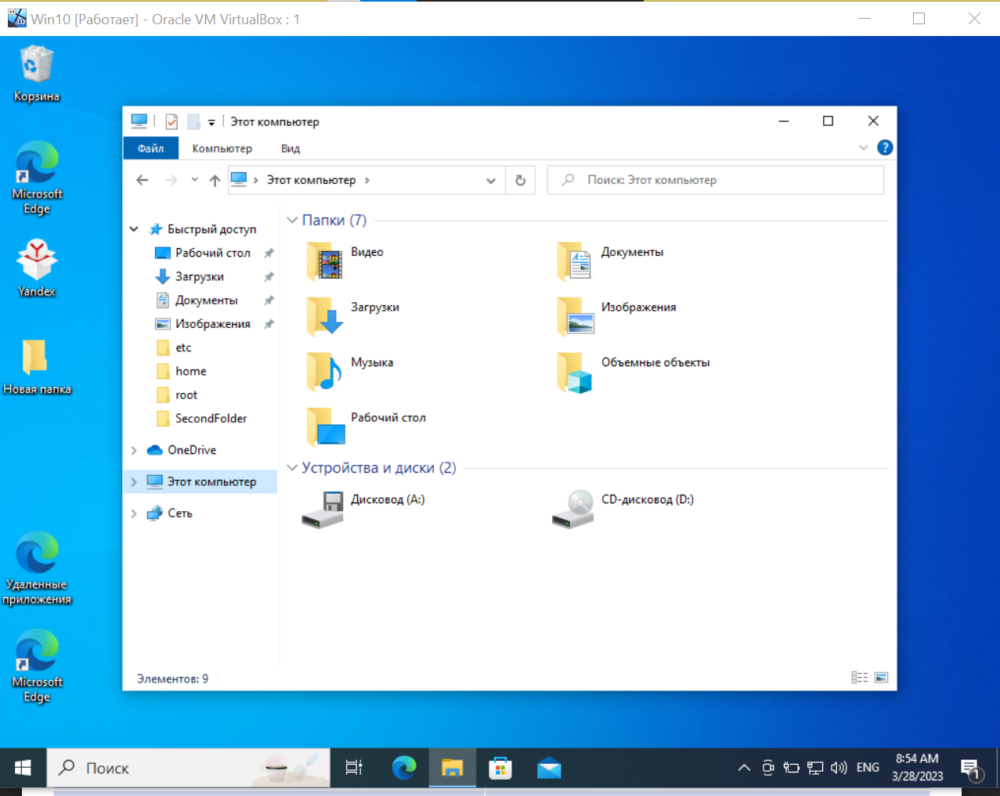 Win10 [Работает] - Oracle VM VirtualBox : 1
Корзина
Microsoft
Edge
Yandex
Новая папка
Удаленные
приложения
Microsoft
Edge
Этот компьютер
Файл Компьютер Вид
Этот компьютер
Поиск: Этот компьютер
Быстрый доступ
Рабочий стол
Загрузки
Документы
Изображения
etc
home
root
SecondFolder
OneDrive
Этот компьютер
Сеть
Папки (7)
Видео
Документы
Загрузки
Изображения
Музыка
Объемные объекты
Рабочий стол
Устройства и диски (2)
Дисковод (A:)
CD-дисковод (D:)
Элементов: 9
Поиск
ENG
8:54 AM
3/28/2023
1